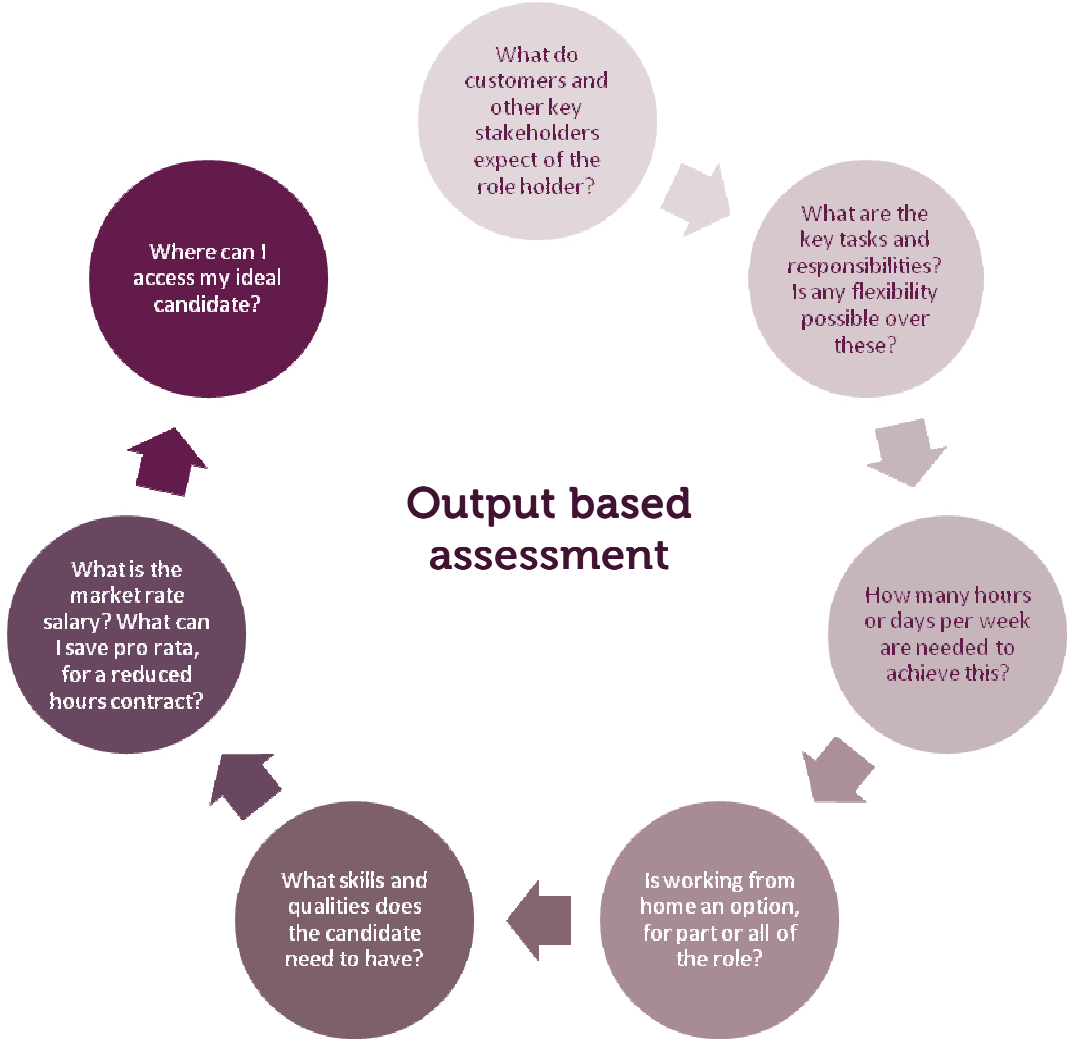 What do
customers and
other key
stakeholders
expect of the
role holder?
What are the
key tasks and
responsibilities?
Is any flexibility
possible over
these?
How many hours
or days per week
are needed to
achieve this?
Is working from
home an option,
for part or all of
the role?
What skills and
qualities does
the candidate
need to have?
What is the
market rate
salary? What can
I save pro rata,
for a reduced
hours contract?
Where can I
access my ideal
candidate?
Output based
assessment